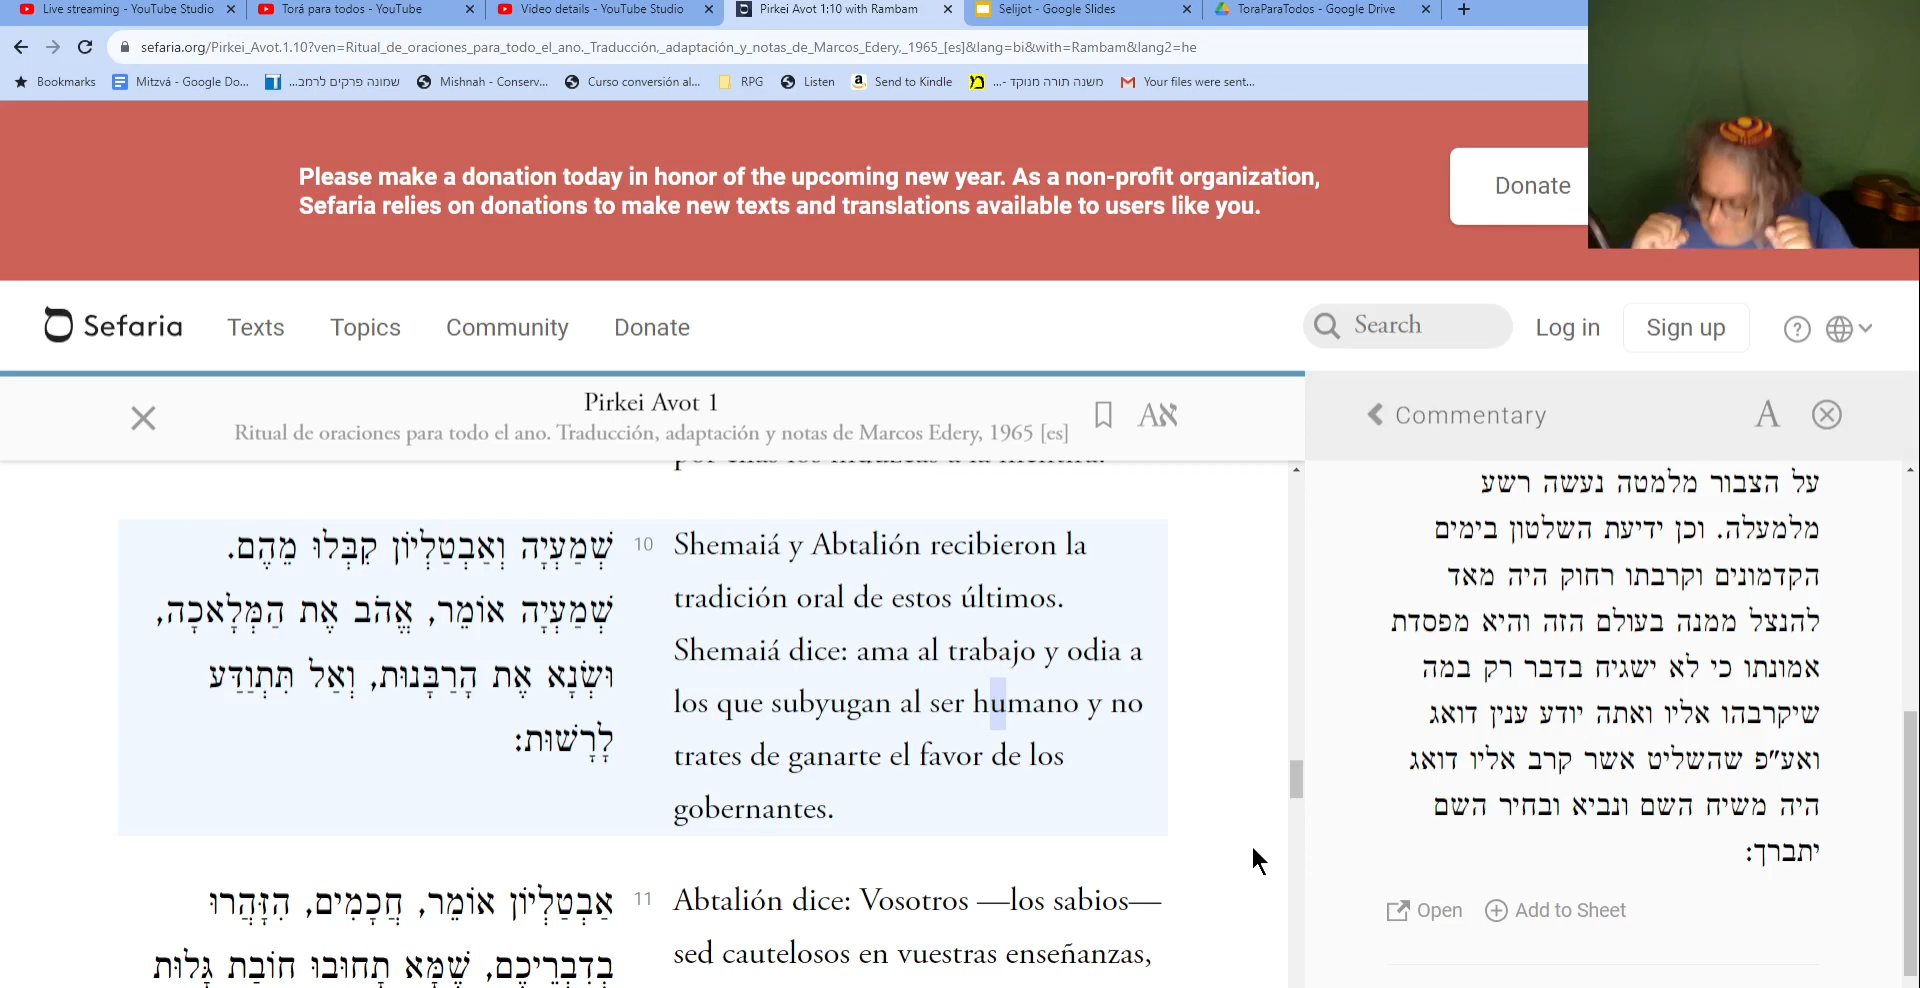 Live streaming - YouTube Studio
Torá para todos - YouTube
Video details - YouTube Studio
Pirkei Avot 1:10 with Rambam
Selijot - Google Slides
ToraParaTodos - Google Drive
sefaria.org/Pirkei_Avot.1.10?ven=Ritual_de_oraciones_para_todo_el_ano._Traducción,_adaptación_y_notas_de_Marcos_Edery,_1965_[es]&lang=bi&with=Rambam&lang2=he
Bookmarks
Mitzvá - Google Do...
שמונה פרקים לרמב...
Mishnah - Conserv...
Curso conversión al...
RPG
Listen
Send to Kindle
משנה תורה מנוקד -...
Your files were sent...
Please make a donation today in honor of the upcoming new year. As a non-profit organization,
Sefaria relies on donations to make new texts and translations available to users like you.
Donate
Sefaria
Texts
Topics
Community
Donate
Search
Log in
Sign up
Pirkei Avot 1
Ritual de oraciones para todo el ano. Traducción, adaptación y notas de Marcos Edery, 1965 [es]
שְׁמַעְיָה וְאַבְטַלְיוֹן קִבְּלוּ מֵהֶם.
שְׁמַעְיָה אוֹמֵר, אֱהֹב אֶת הַמְּלָאכָה,
וּשְׂנָא אֶת הָרַבָּנוּת, וְאַל תִּתְוַדַּע
לָרָשׁוּת:
10
Shemaiá y Abtalión recibieron la
tradición oral de estos últimos.
Shemaiá dice: ama al trabajo y odia a
los que subyugan al ser humano y no
trates de ganarte el favor de los
gobernantes.
אַבְטַלְיוֹן אוֹמֵר, חֲכָמִים, הִזָּהֲרוּ
בְדִבְרֵיכֶם, שֶׁמָּא תָחוּבוּ חוֹבַת גָּלוּת
11
Abtalión dice: Vosotros —los sabios—
sed cautelosos en vuestras enseñanzas,
Commentary
A
על הצבור מלמטה נעשה רשע
מלמעלה. וכן ידיעת השלטון בימים
הקדמונים וקרבתו רחוק היה מאד
להנצל ממנה בעולם הזה והיא מפסדת
אמונתו כי לא ישגיח בדבר רק במה
שיקרבהו אליו ואתה יודע ענין דואג
ואע"פ שהשליט אשר קרב אליו דואג
היה משיח השם ונביא ובחיר השם
יתברך:
Open
Add to Sheet